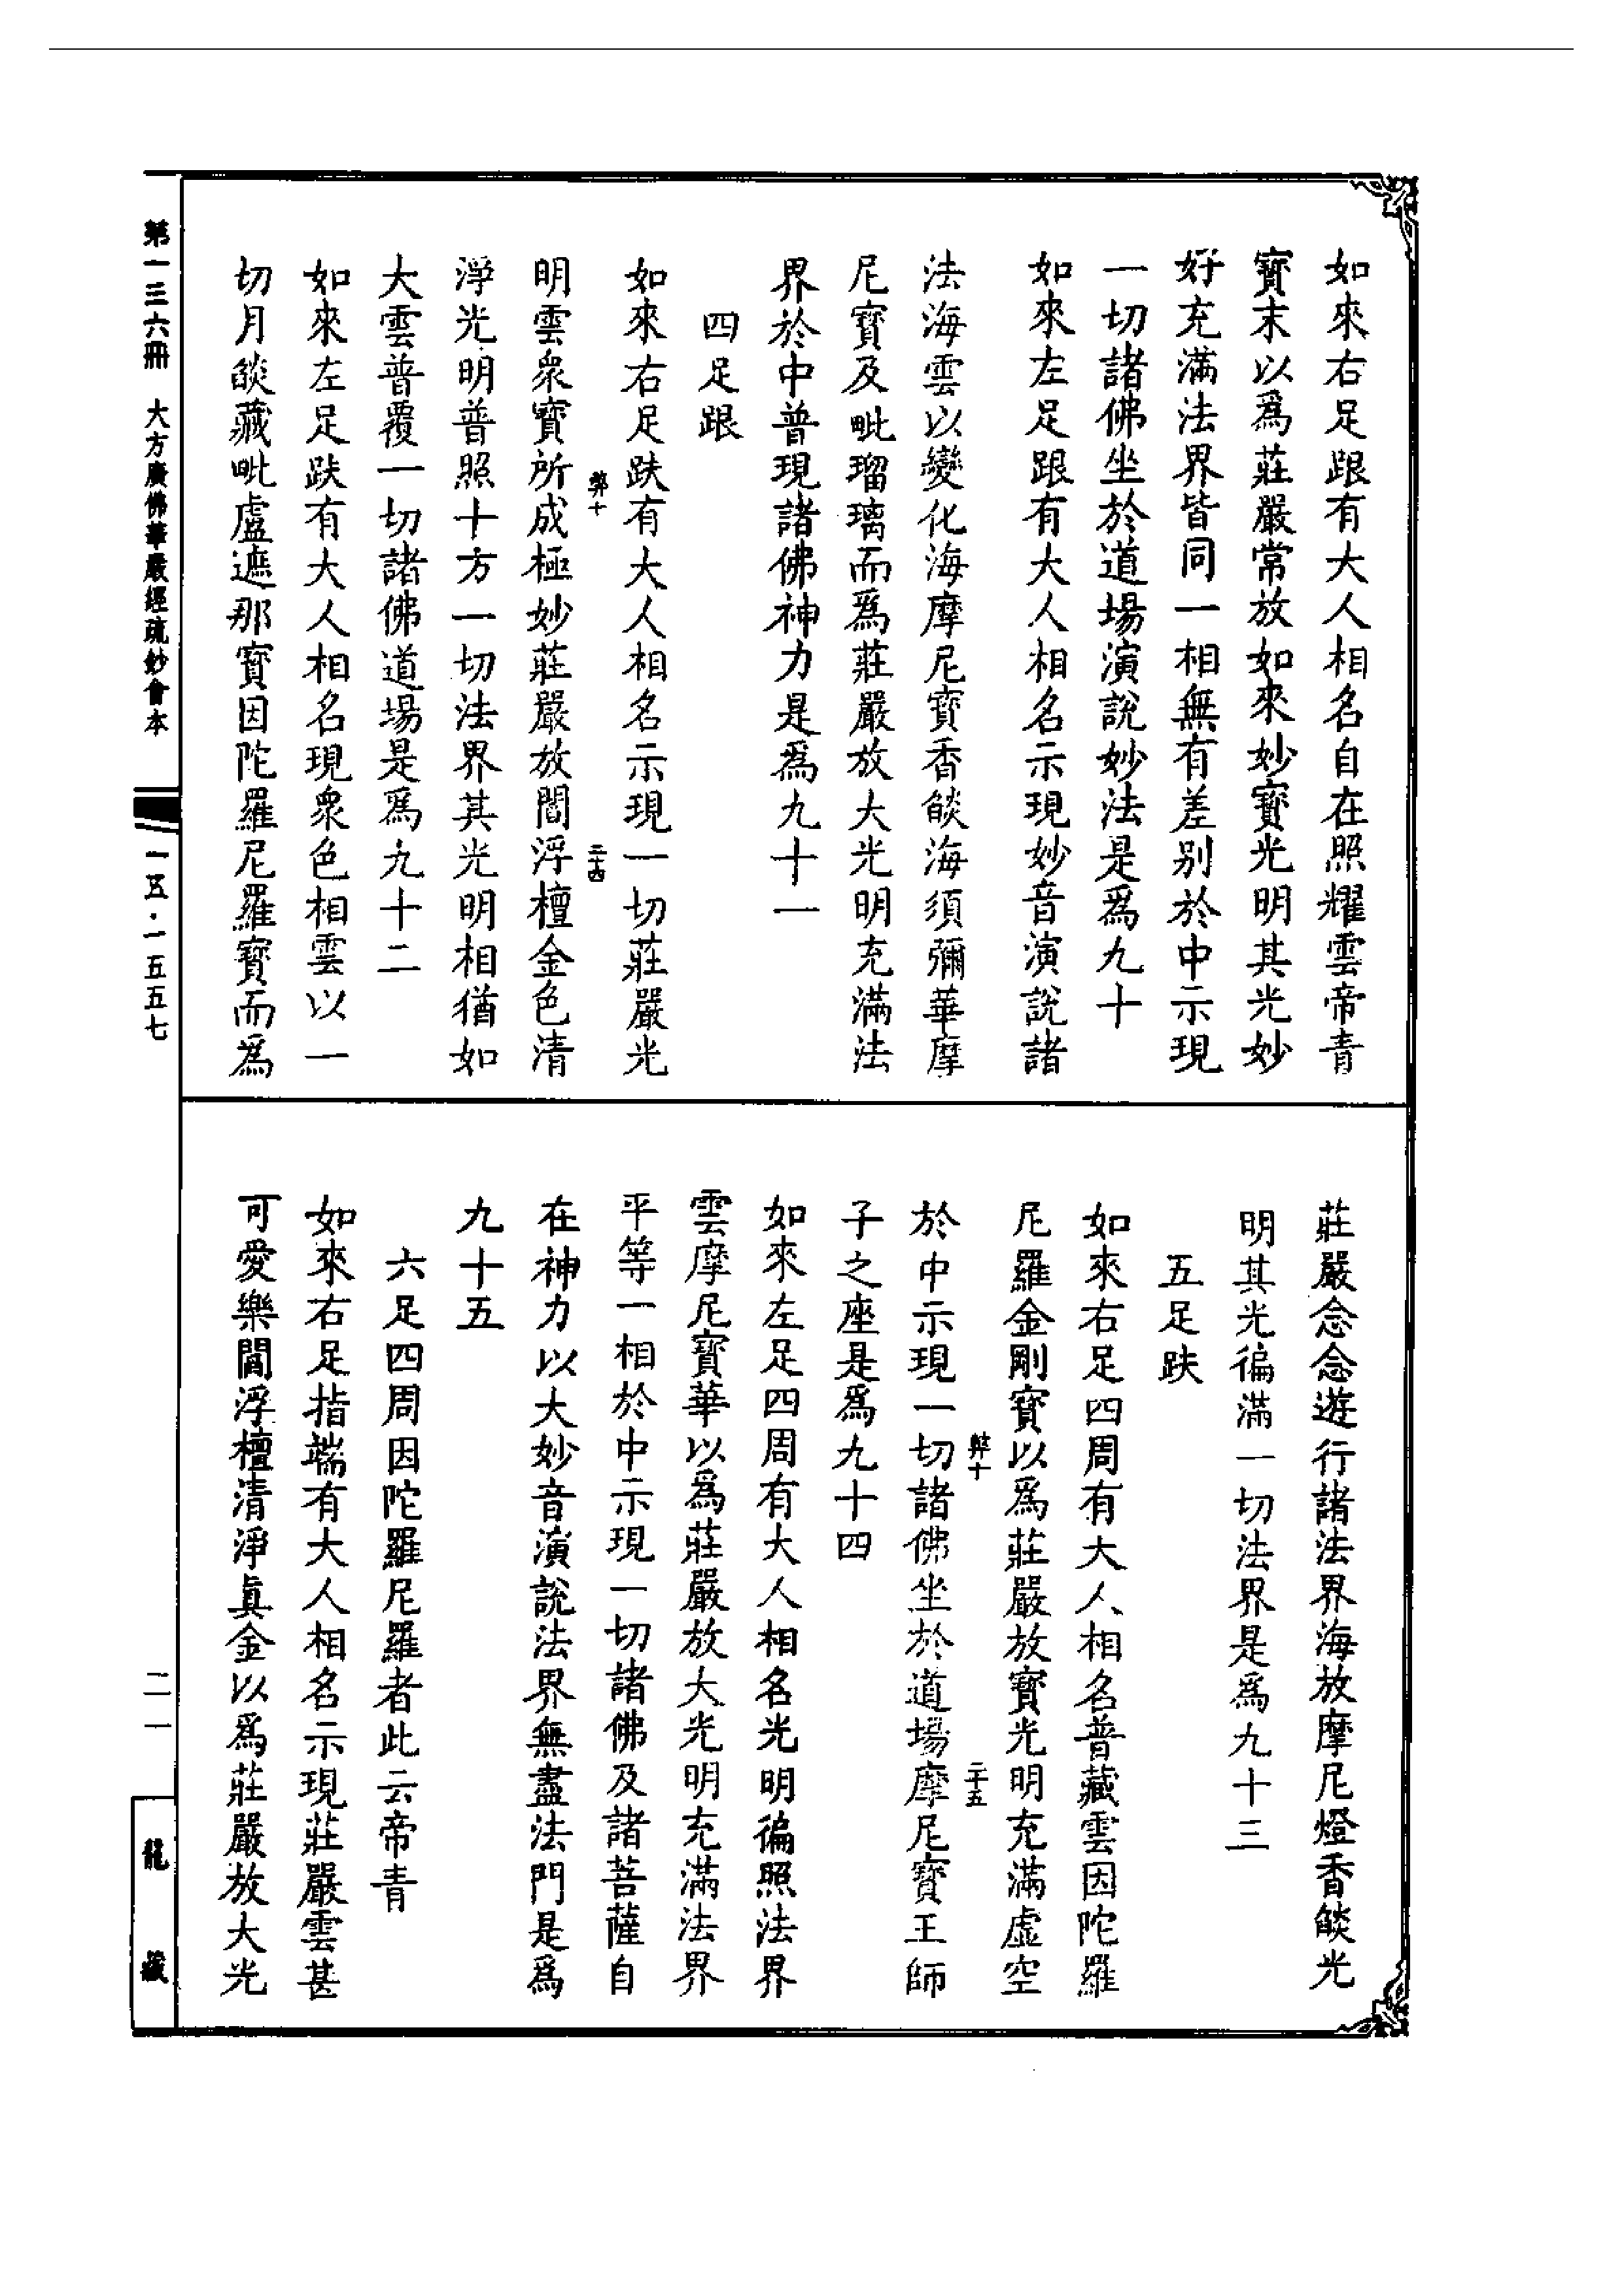 如來右足跟有大人相名自在照耀雲帝青
寶末以爲莊嚴常放如來妙寶光明其光妙
好充滿法界皆同一相無有差别於中示現
一切諸佛坐於道場演說妙法是爲九十
如來左足跟有大人相名示現妙音演說諸
法海雲以變化海摩尼寶香燄海須彌華摩
尼寶及毗瑠璃而爲莊嚴放大光明充滿法
界於中普現諸佛神力是爲九十一
四足跟
如來右足趺有大人相名示現一切莊嚴光
弊十
二十四
明雲衆寶所成極妙莊嚴放閻浮檀金色清
淨光明普照十方一切法界其光明相猶如
大雲普覆一切諸佛道場是爲九十二
如來左足趺有大人相名現衆色相雲以一
切月燄藏毗盧遮那寶因陀羅尼羅寶而爲
莊嚴念念遊行諸法界海放摩尼燈香燄光
明其光徧滿一切法界是爲九十三
五足趺
如來右足四周有大人相名普藏雲因陀羅
尼羅金剛寶以爲莊嚴放寶光明充滿虛空
弊十
二十五
於中示現一切諸佛坐於道場摩尼寶王師
子之座是爲九十四
如來左足四周有大人相名光明徧照法界
雲摩尼寶華以爲莊嚴放大光明充滿法界
平等一相於中示現一切諸佛及諸菩薩自
在神力以大妙音演說法界無盡法門是爲
九十五
六足四周因陀羅尼羅者此云帝青
如來右足指端有大人相名示現莊嚴雲甚
可愛樂閻浮檀清淨真金以爲莊嚴放大光
第一三六冊　大方廣佛華嚴經疏鈔會本
一五·一五五七
二一
龍藏